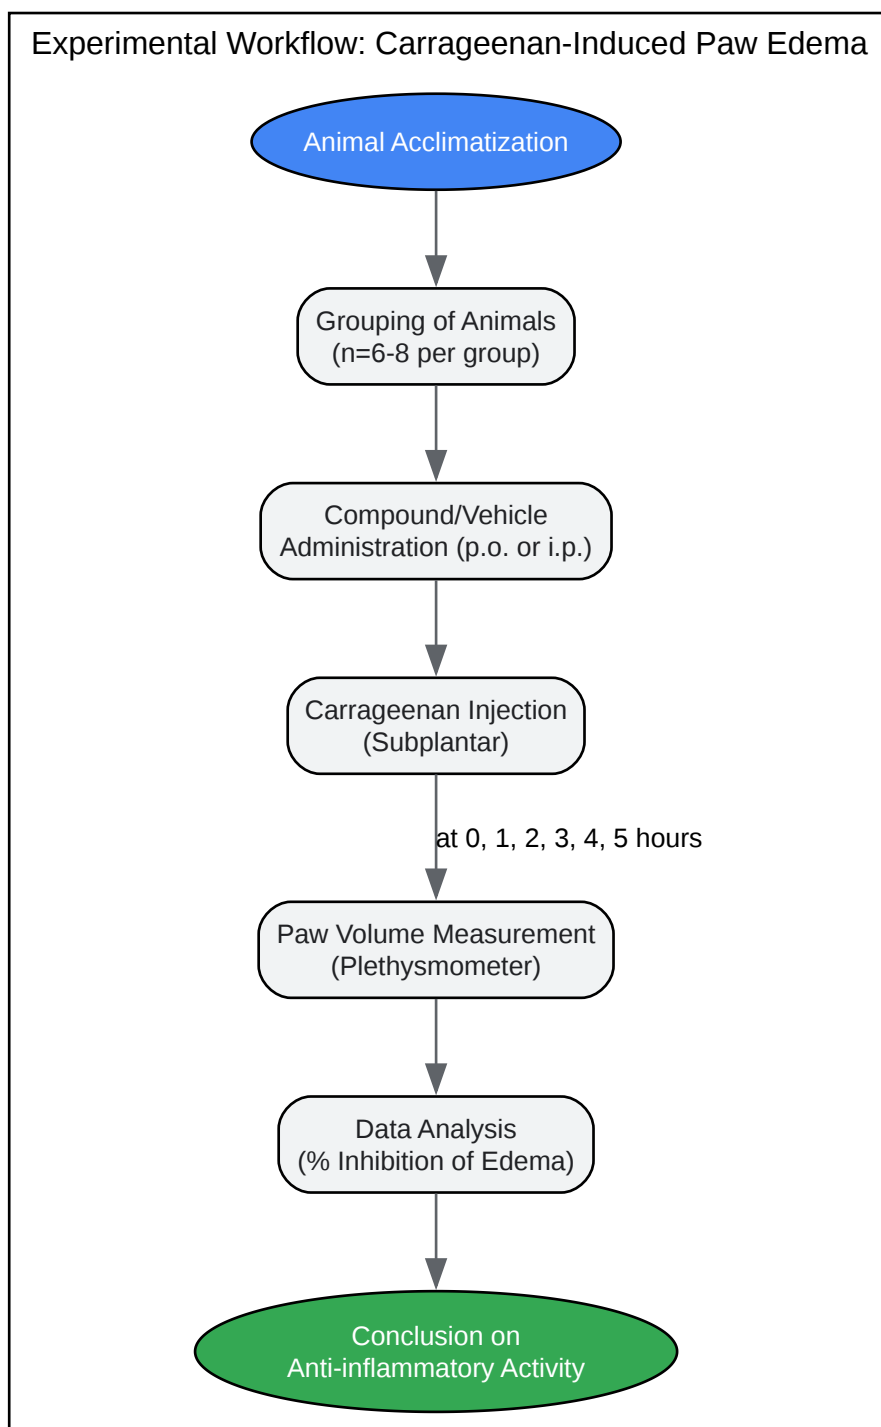 Experimental Workflow: Carrageenan-Induced Paw Edema
Animal Acclimatization
Grouping of Animals
(n=6-8 per group)
Compound/Vehicle
Administration (p.o. or i.p.)
Carrageenan Injection
(Subplantar)
at 0, 1, 2, 3, 4, 5 hours
Paw Volume Measurement
(Plethysmometer)
Data Analysis
(% Inhibition of Edema)
Conclusion on
Anti-inflammatory Activity